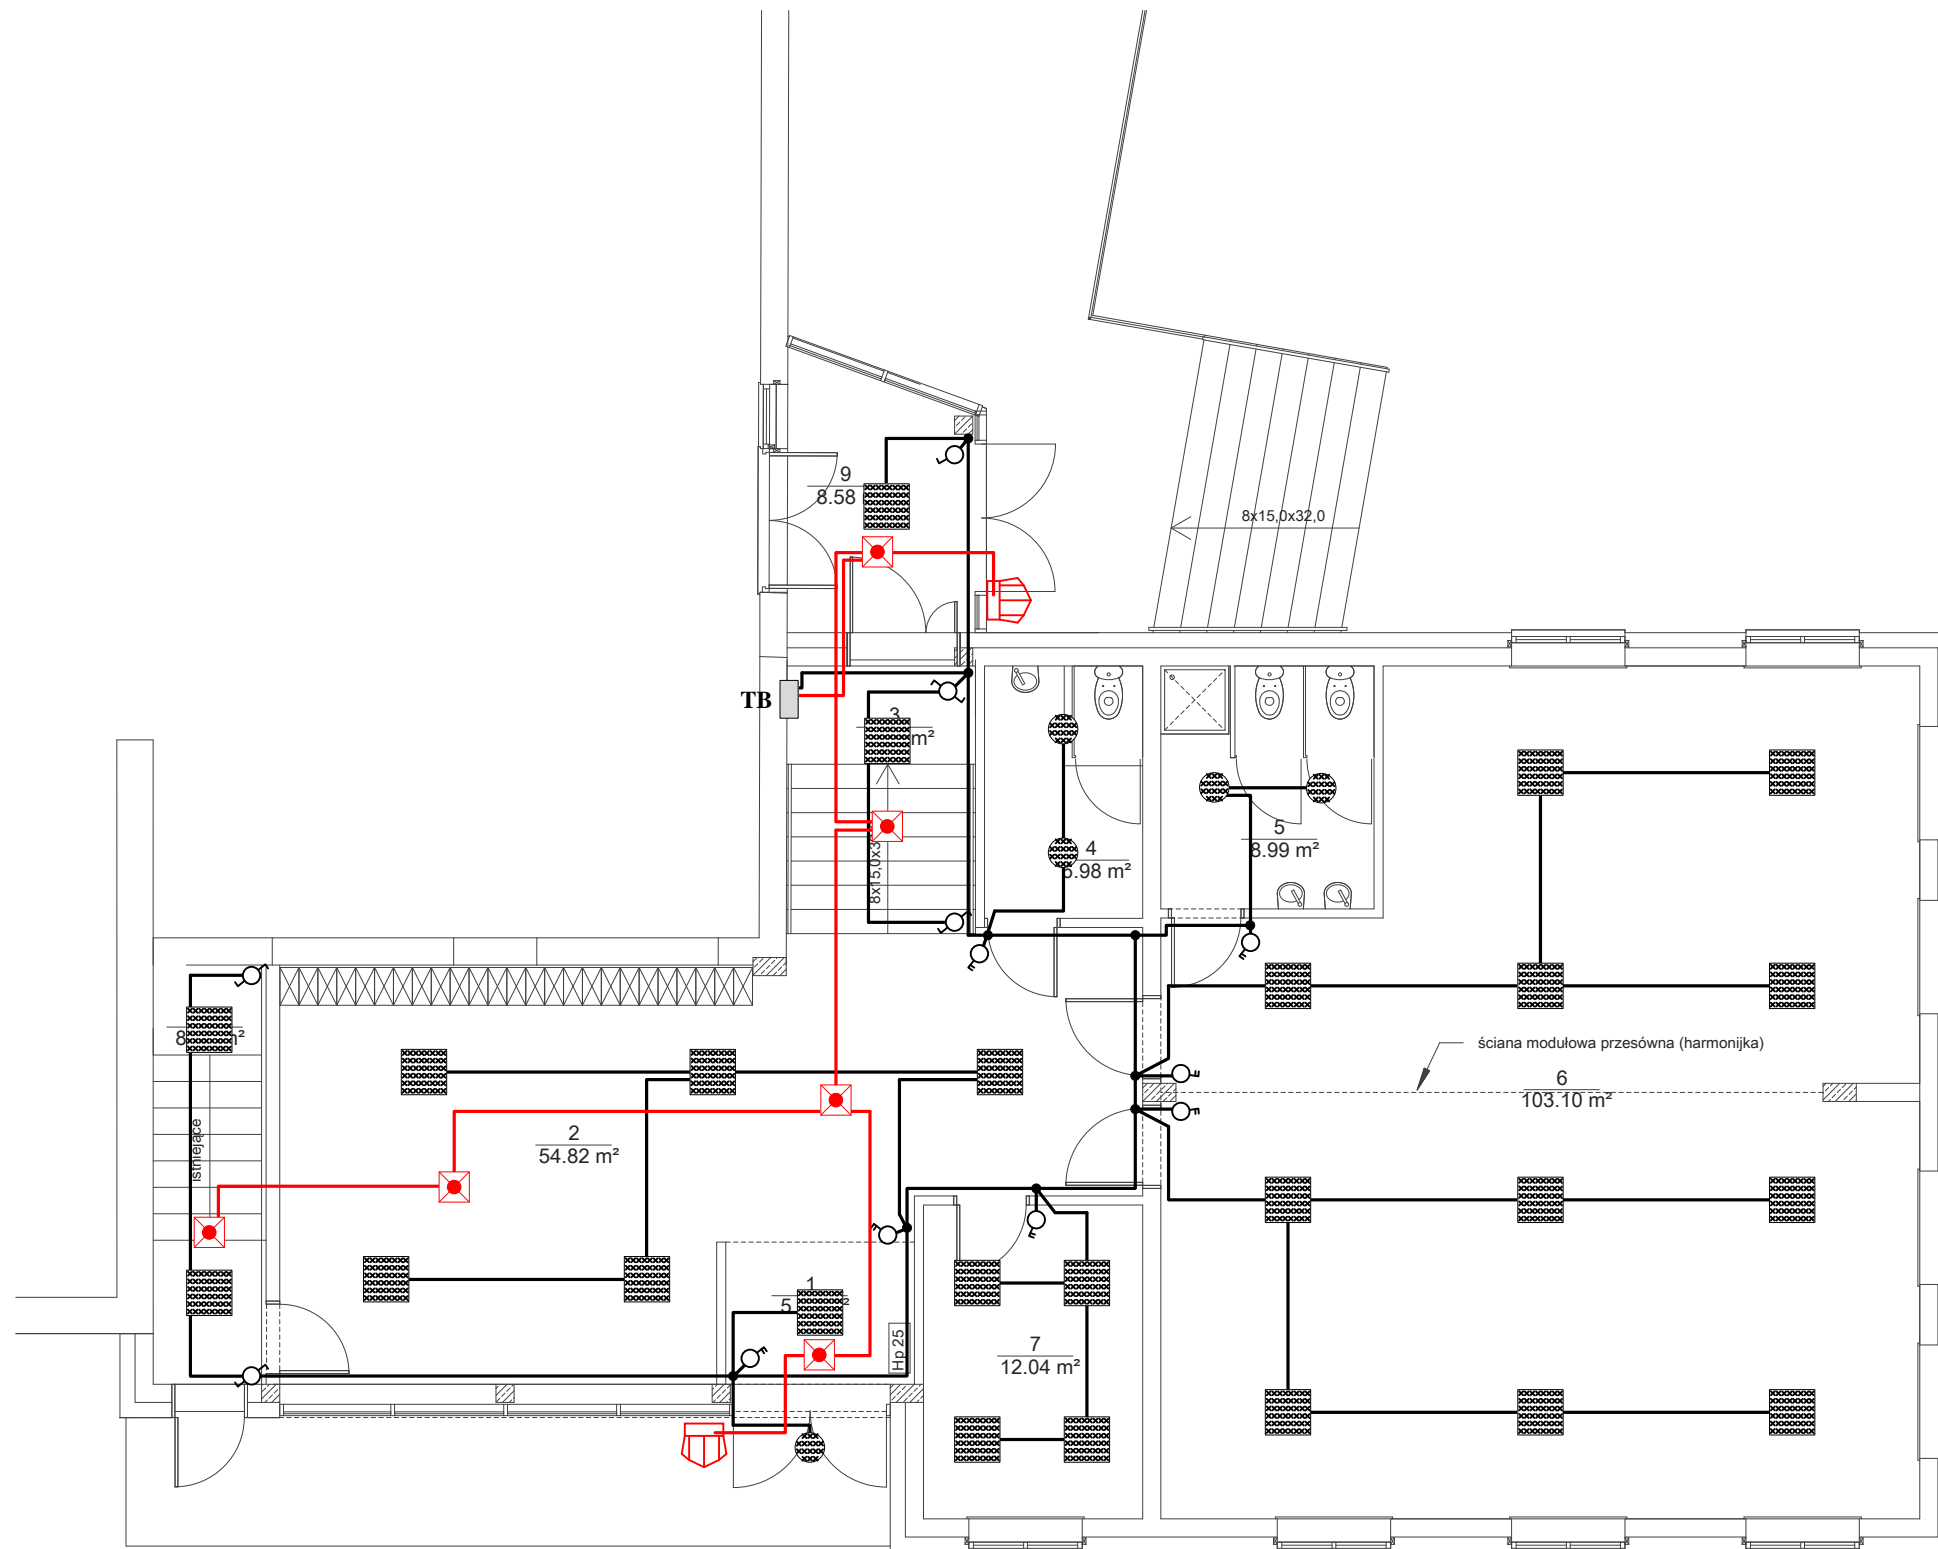 9
8.58
8x15,0x32,0
TB
3
m²
8x15,0x3
4
6.98 m²
5
8.99 m²
ściana modułowa przesówna (harmonijka)
6
103.10 m²
8
istniejące
2
54.82 m²
1
5
Hp 25
7
12.04 m²